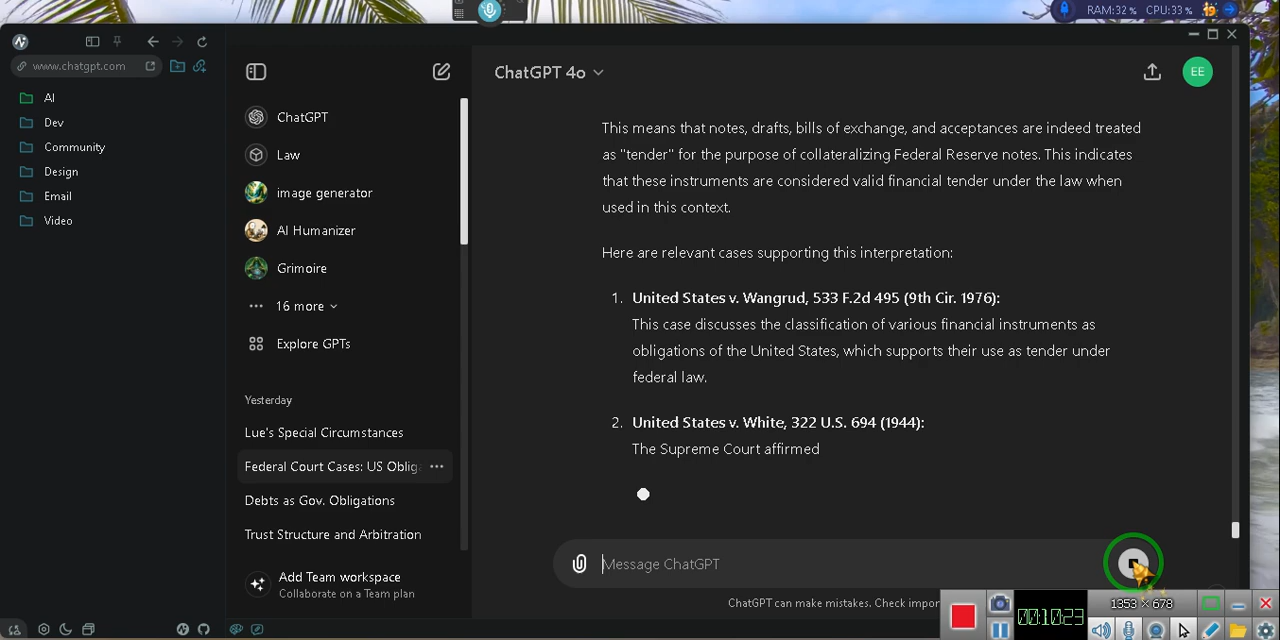 RAM:32% CPU:33% 19
www.chatgpt.com
AI
Dev
Community
Design
Email
Video
ChatGPT
Law
image generator
AI Humanizer
Grimoire
16 more
Explore GPTs
Yesterday
Lue's Special Circumstances
Federal Court Cases: US Oblig
Debts as Gov. Obligations
Trust Structure and Arbitration
Add Team workspace
Collaborate on a Team plan
ChatGPT 4o
EE
This means that notes, drafts, bills of exchange, and acceptances are indeed treated
as "tender" for the purpose of collateralizing Federal Reserve notes. This indicates
that these instruments are considered valid financial tender under the law when
used in this context.
Here are relevant cases supporting this interpretation:
1. United States v. Wangrud, 533 F.2d 495 (9th Cir. 1976):
This case discusses the classification of various financial instruments as
obligations of the United States, which supports their use as tender under
federal law.
2. United States v. White, 322 U.S. 694 (1944):
The Supreme Court affirmed
Message ChatGPT
ChatGPT can make mistakes. Check impor
1353 × 678
00:10:23